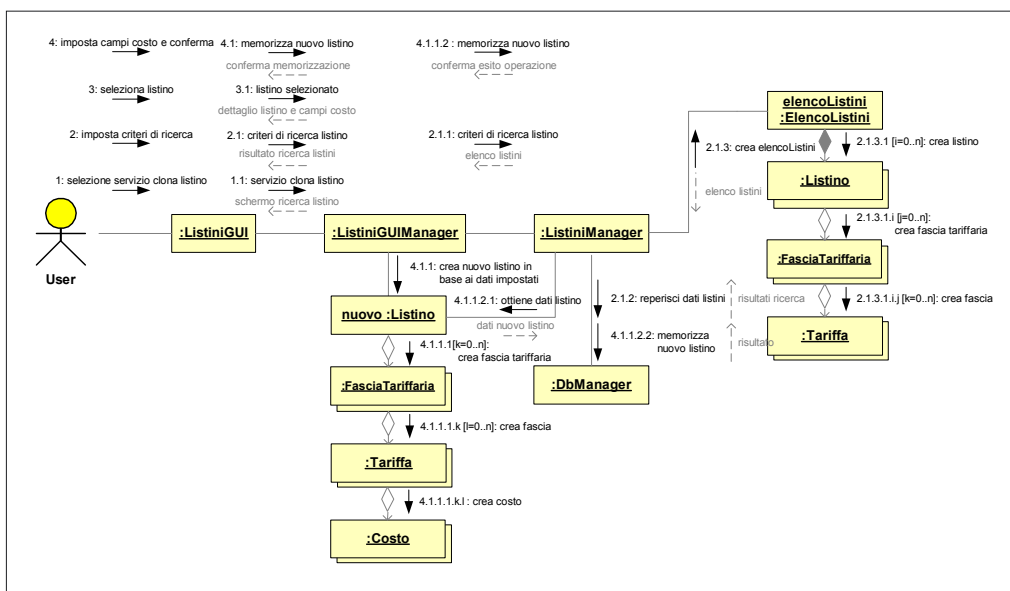 4: imposta campi costo e conferma
4.1: memorizza nuovo listino
4.1.1.2 : memorizza nuovo listino
conferma memorizzazione
conferma esito operazione
3: seleziona listino
3.1: listino selezionato
dettaglio listino e campi costo
elencoListini
:ElencoListini
2: imposta criteri di ricerca
2.1: criteri di ricerca listino
2.1.1: criteri di ricerca listino
risultato ricerca listini
elenco listini
2.1.3: crea elencoListini
2.1.3.1 [i=0..n]: crea listino
1: selezione servizio clona listino
1.1: servizio clona listino
schermo ricerca listino
elenco listini
:Listino
:ListiniGUI
:ListiniGUIManager
:ListiniManager
2.1.3.1.i [j=0..n]:
crea fascia tariffaria
User
4.1.1: crea nuovo listino in
base ai dati impostati
:FasciaTariffaria
4.1.1.2.1: ottiene dati listino
2.1.2: reperisci dati listini
risultati ricerca
2.1.3.1.i.j [k=0..n]: crea fascia
nuovo :Listino
dati nuovo listino
4.1.1.2.2: memorizza
nuovo listino
risultato
:Tariffa
4.1.1.1[k=0..n]:
crea fascia tariffaria
:FasciaTariffaria
:DbManager
4.1.1.1.k [l=0..n]: crea fascia
:Tariffa
4.1.1.1.k.l : crea costo
:Costo